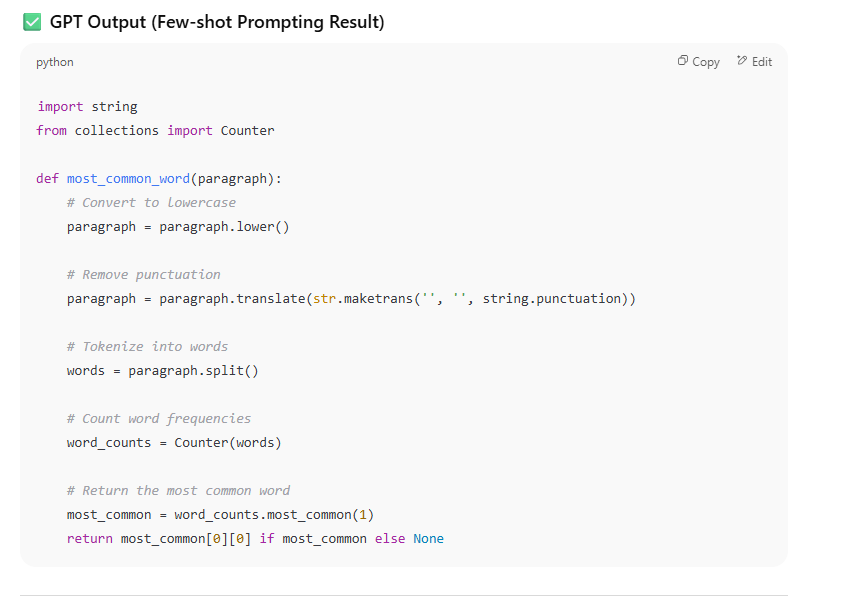 ✅ GPT Output (Few-shot Prompting Result)
python
Copy
Edit
import string
from collections import Counter

def most_common_word(paragraph):
    # Convert to lowercase
    paragraph = paragraph.lower()

    # Remove punctuation
    paragraph = paragraph.translate(str.maketrans('', '', string.punctuation))

    # Tokenize into words
    words = paragraph.split()

    # Count word frequencies
    word_counts = Counter(words)

    # Return the most common word
    most_common = word_counts.most_common(1)
    return most_common[0][0] if most_common else None